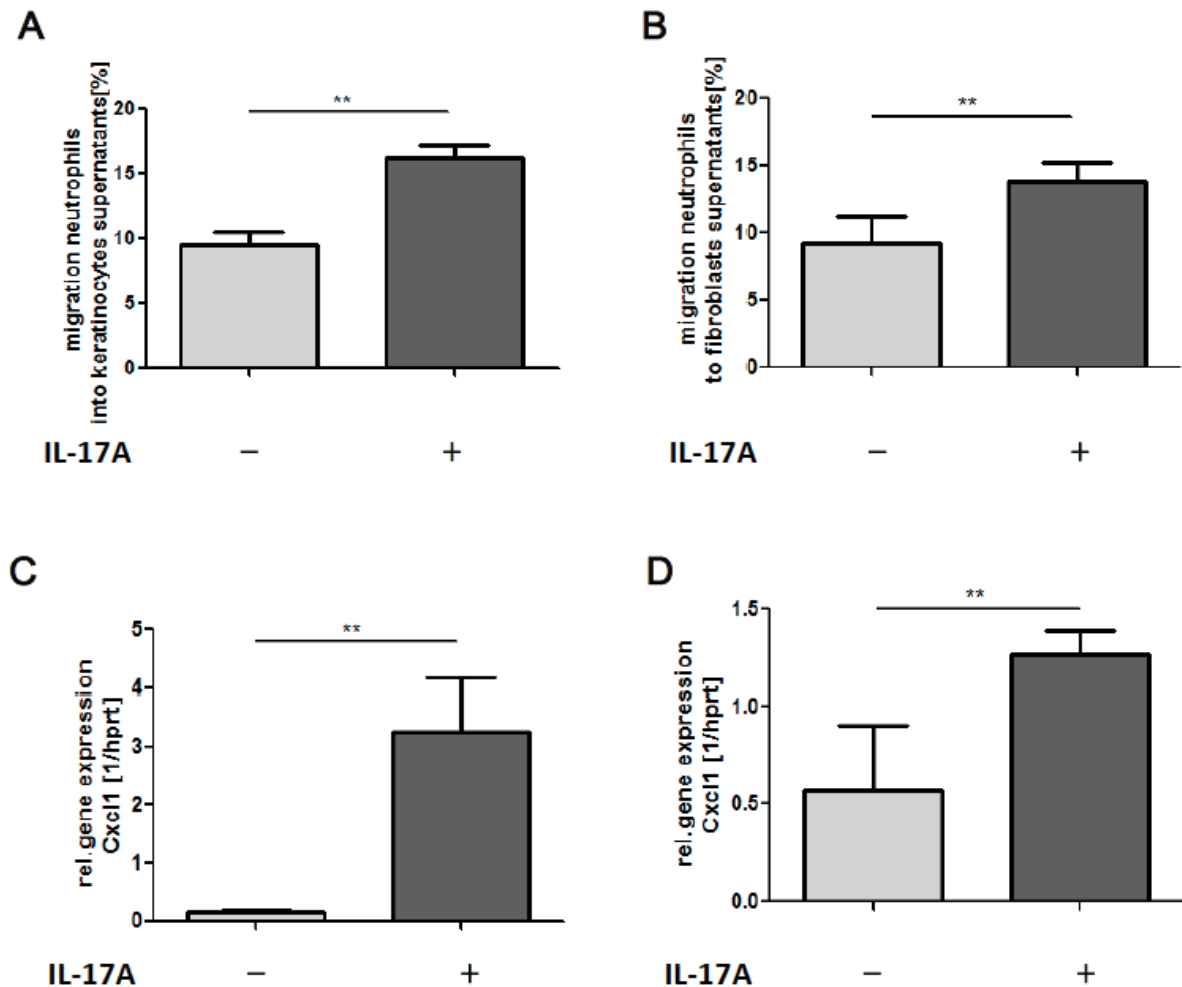 A
migration neutrophils
into keratinocytes supernatants[%]
20
15
10
5
0
**
IL-17A
−
+
B
migration neutrophils
to fibroblasts supernatants[%]
20
15
10
5
0
**
IL-17A
−
+
C
rel.gene expression
Cxcl1 [1/hprt]
5
4
3
2
1
0
**
IL-17A
−
+
D
rel.gene expression
Cxcl1 [1/hprt]
1.5
1.0
0.5
0.0
**
IL-17A
−
+